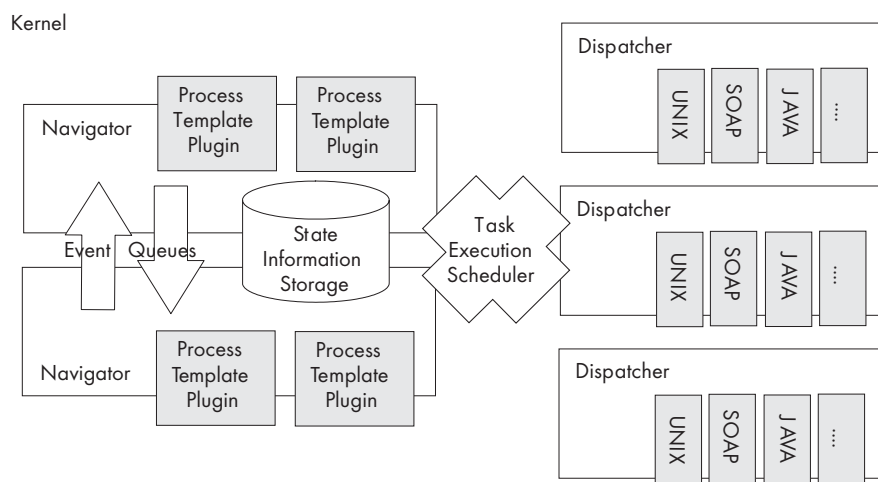 Kernel
Navigator
Process
Template
Plugin
Process
Template
Plugin
Event Queues
State
Information
Storage
Navigator
Process
Template
Plugin
Process
Template
Plugin
Task
Execution
Scheduler
Dispatcher
UNIX
SOAP
JAVA
....
Dispatcher
UNIX
SOAP
JAVA
....
Dispatcher
UNIX
SOAP
JAVA
....